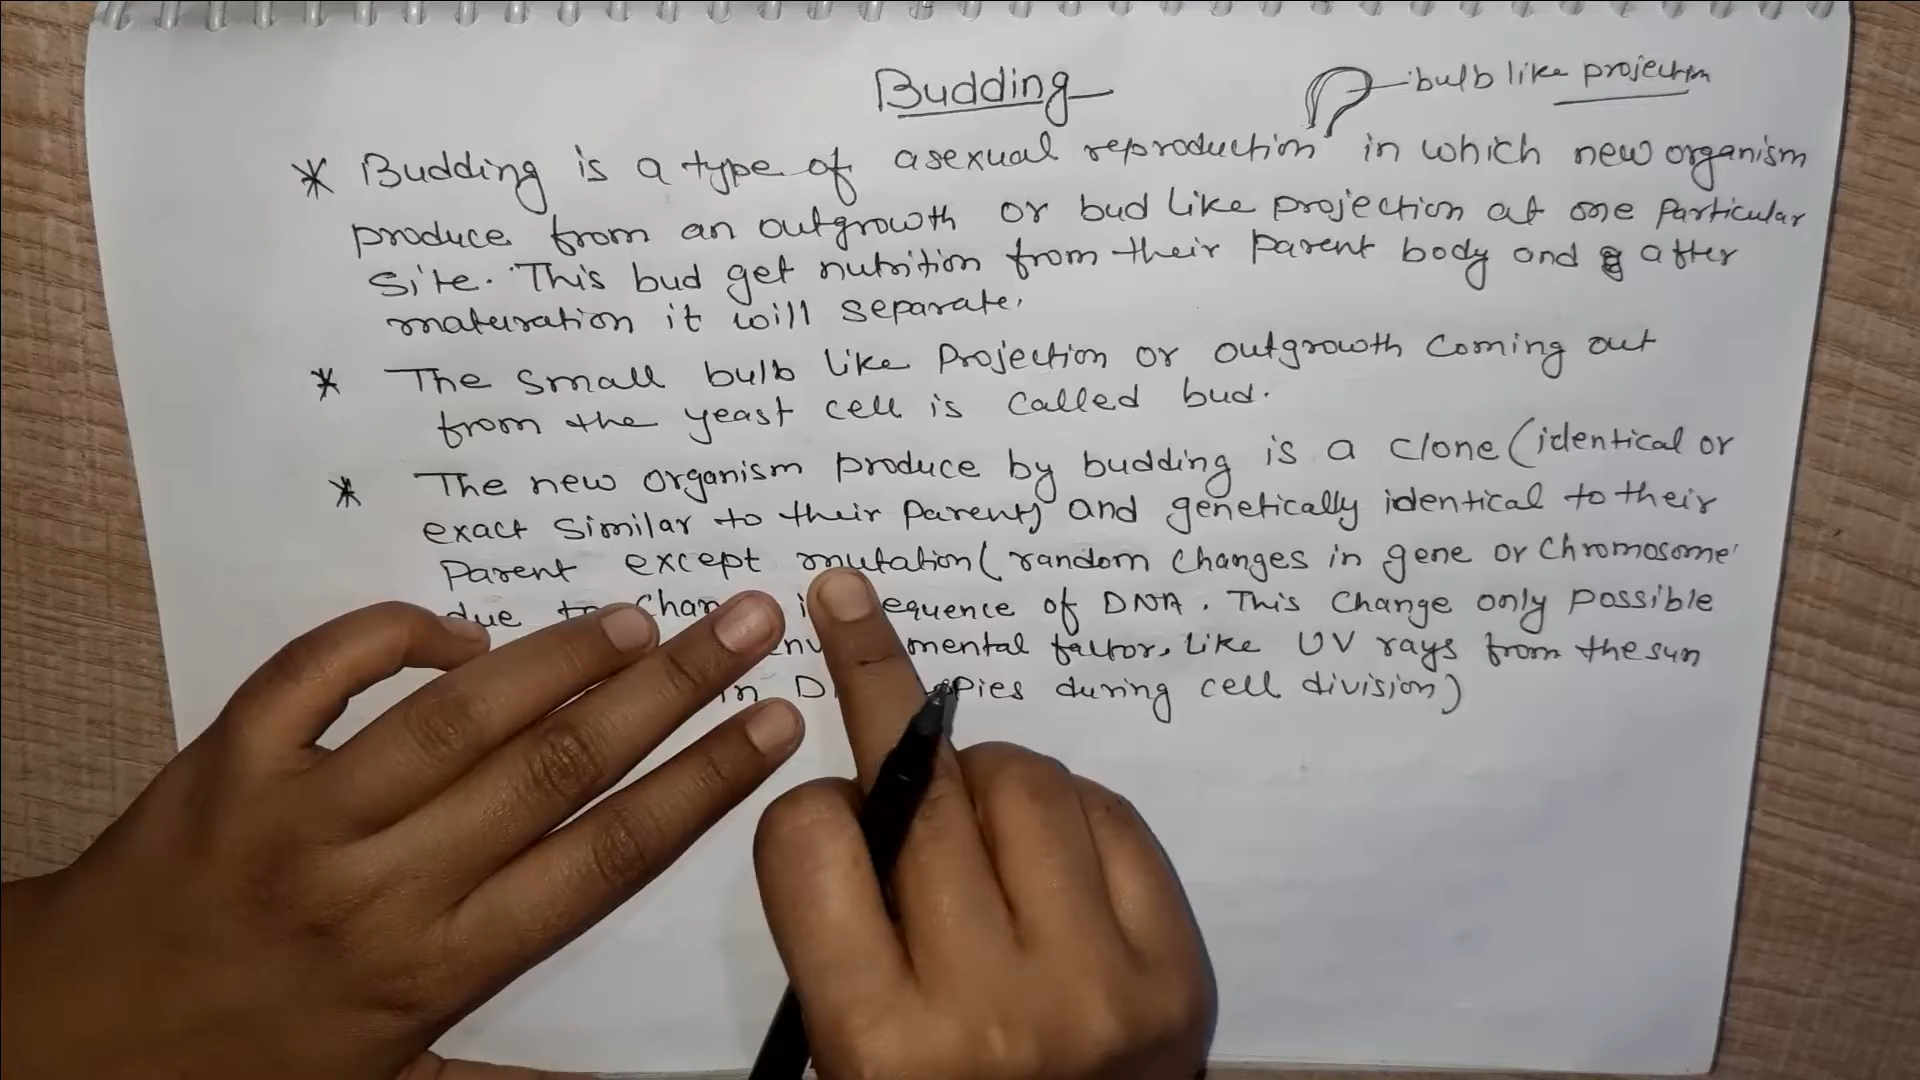 Budding
bulb like projection
* Budding is a type of asexual reproduction in which new organism
produce from an outgrowth or bud like projection at one particular
site. This bud get nutrition from their parent body and after
maturation it will separate.
* The small bulb like projection or outgrowth coming out
from the yeast cell is called bud.
* The new organism produce by budding is a clone (identical or
exact similar to their parent) and genetically identical to their
parent except mutation ( random changes in gene or chromosome
due to of DNA. This change only possible
factor, like UV rays from the sun
in during cell division)